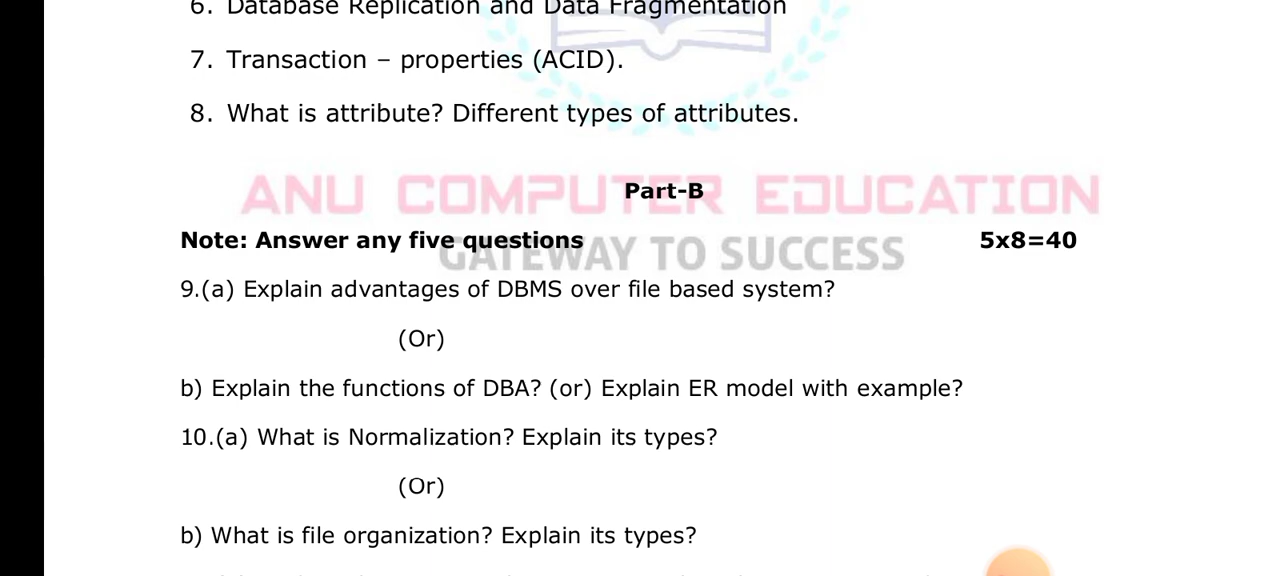 6. Database Replication and Data Fragmentation
7. Transaction – properties (ACID).
8. What is attribute? Different types of attributes.
ANU COMPUTER EDUCATION
Part-B
Note: Answer any five questions 5x8=40
GATEWAY TO SUCCESS
9.(a) Explain advantages of DBMS over file based system?
(Or)
b) Explain the functions of DBA? (or) Explain ER model with example?
10.(a) What is Normalization? Explain its types?
(Or)
b) What is file organization? Explain its types?